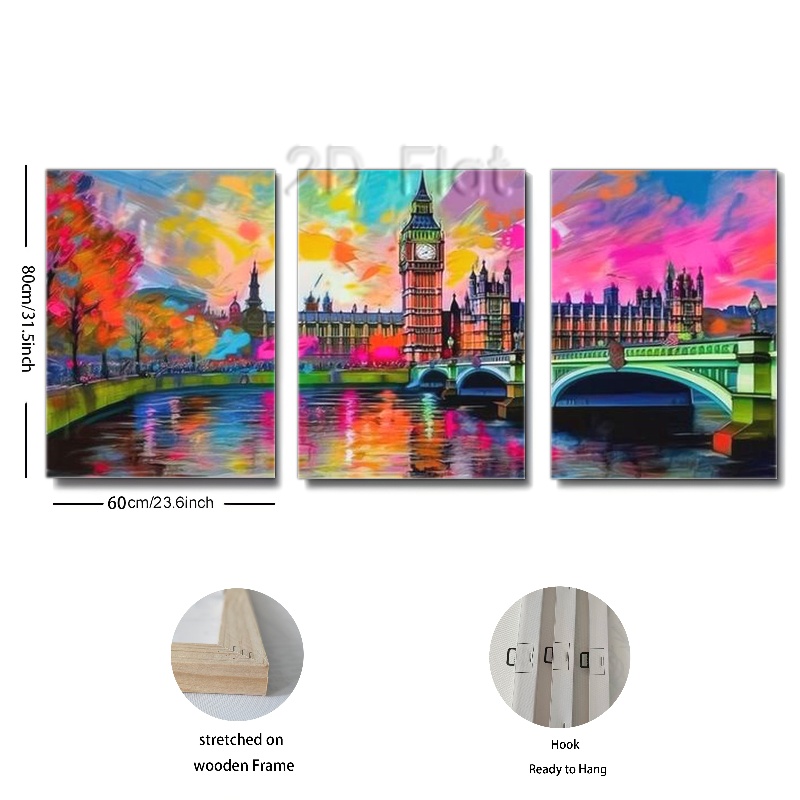 2D Flat
80cm/31.5inch
60cm/23.6inch
stretched on
wooden Frame
Hook
Ready to Hang